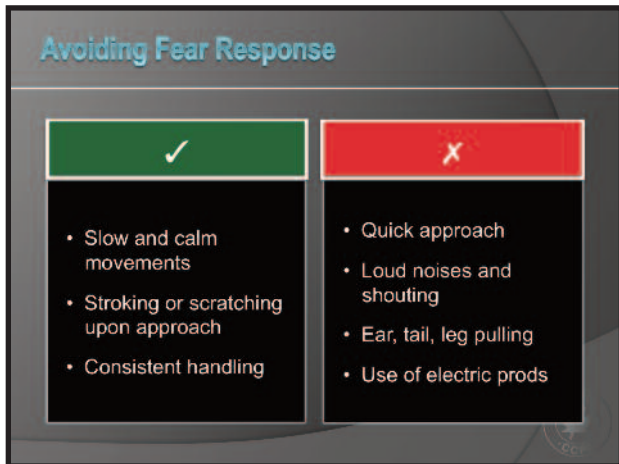 Avoiding Fear Response
✓
• Slow and calm
movements
• Stroking or scratching
upon approach
• Consistent handling
✗
• Quick approach
• Loud noises and
shouting
• Ear, tail, leg pulling
• Use of electric prods